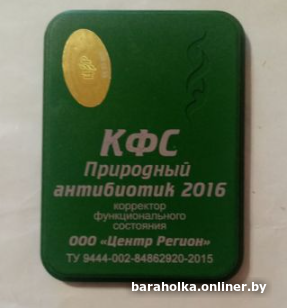 КФС
Природный
антибиотик 2016
корректор
функционального
состояния
ООО «Центр Регион»
ТУ 9444-002-84862920-2015
baraholka.onliner.by